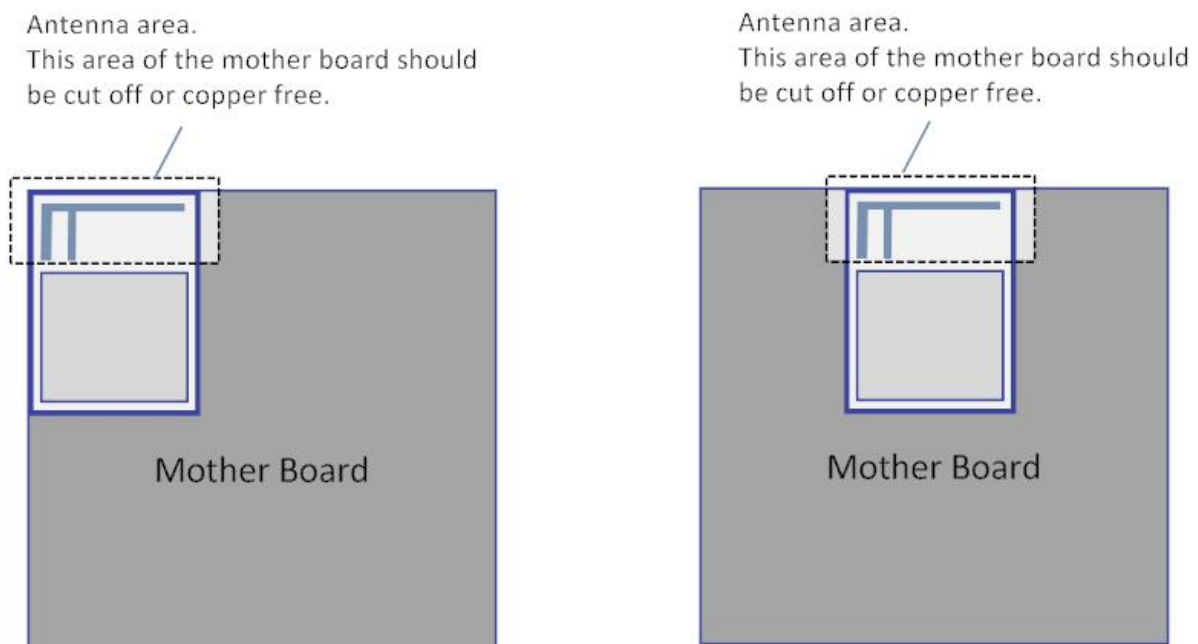 Antenna area.
This area of the mother board should
be cut off or copper free.
Antenna area.
This area of the mother board should
be cut off or copper free.
Mother Board
Mother Board